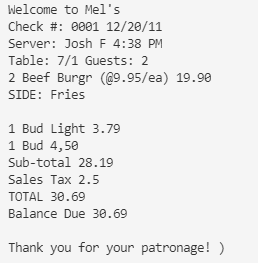 Welcome to Mel's
Check #: 0001 12/20/11
Server: Josh F 4:38 PM
Table: 7/1 Guests: 2
2 Beef Burgr (@9.95/ea) 19.90
SIDE: Fries

1 Bud Light 3.79
1 Bud 4,50
Sub-total 28.19
Sales Tax 2.5
TOTAL 30.69
Balance Due 30.69

Thank you for your patronage! )